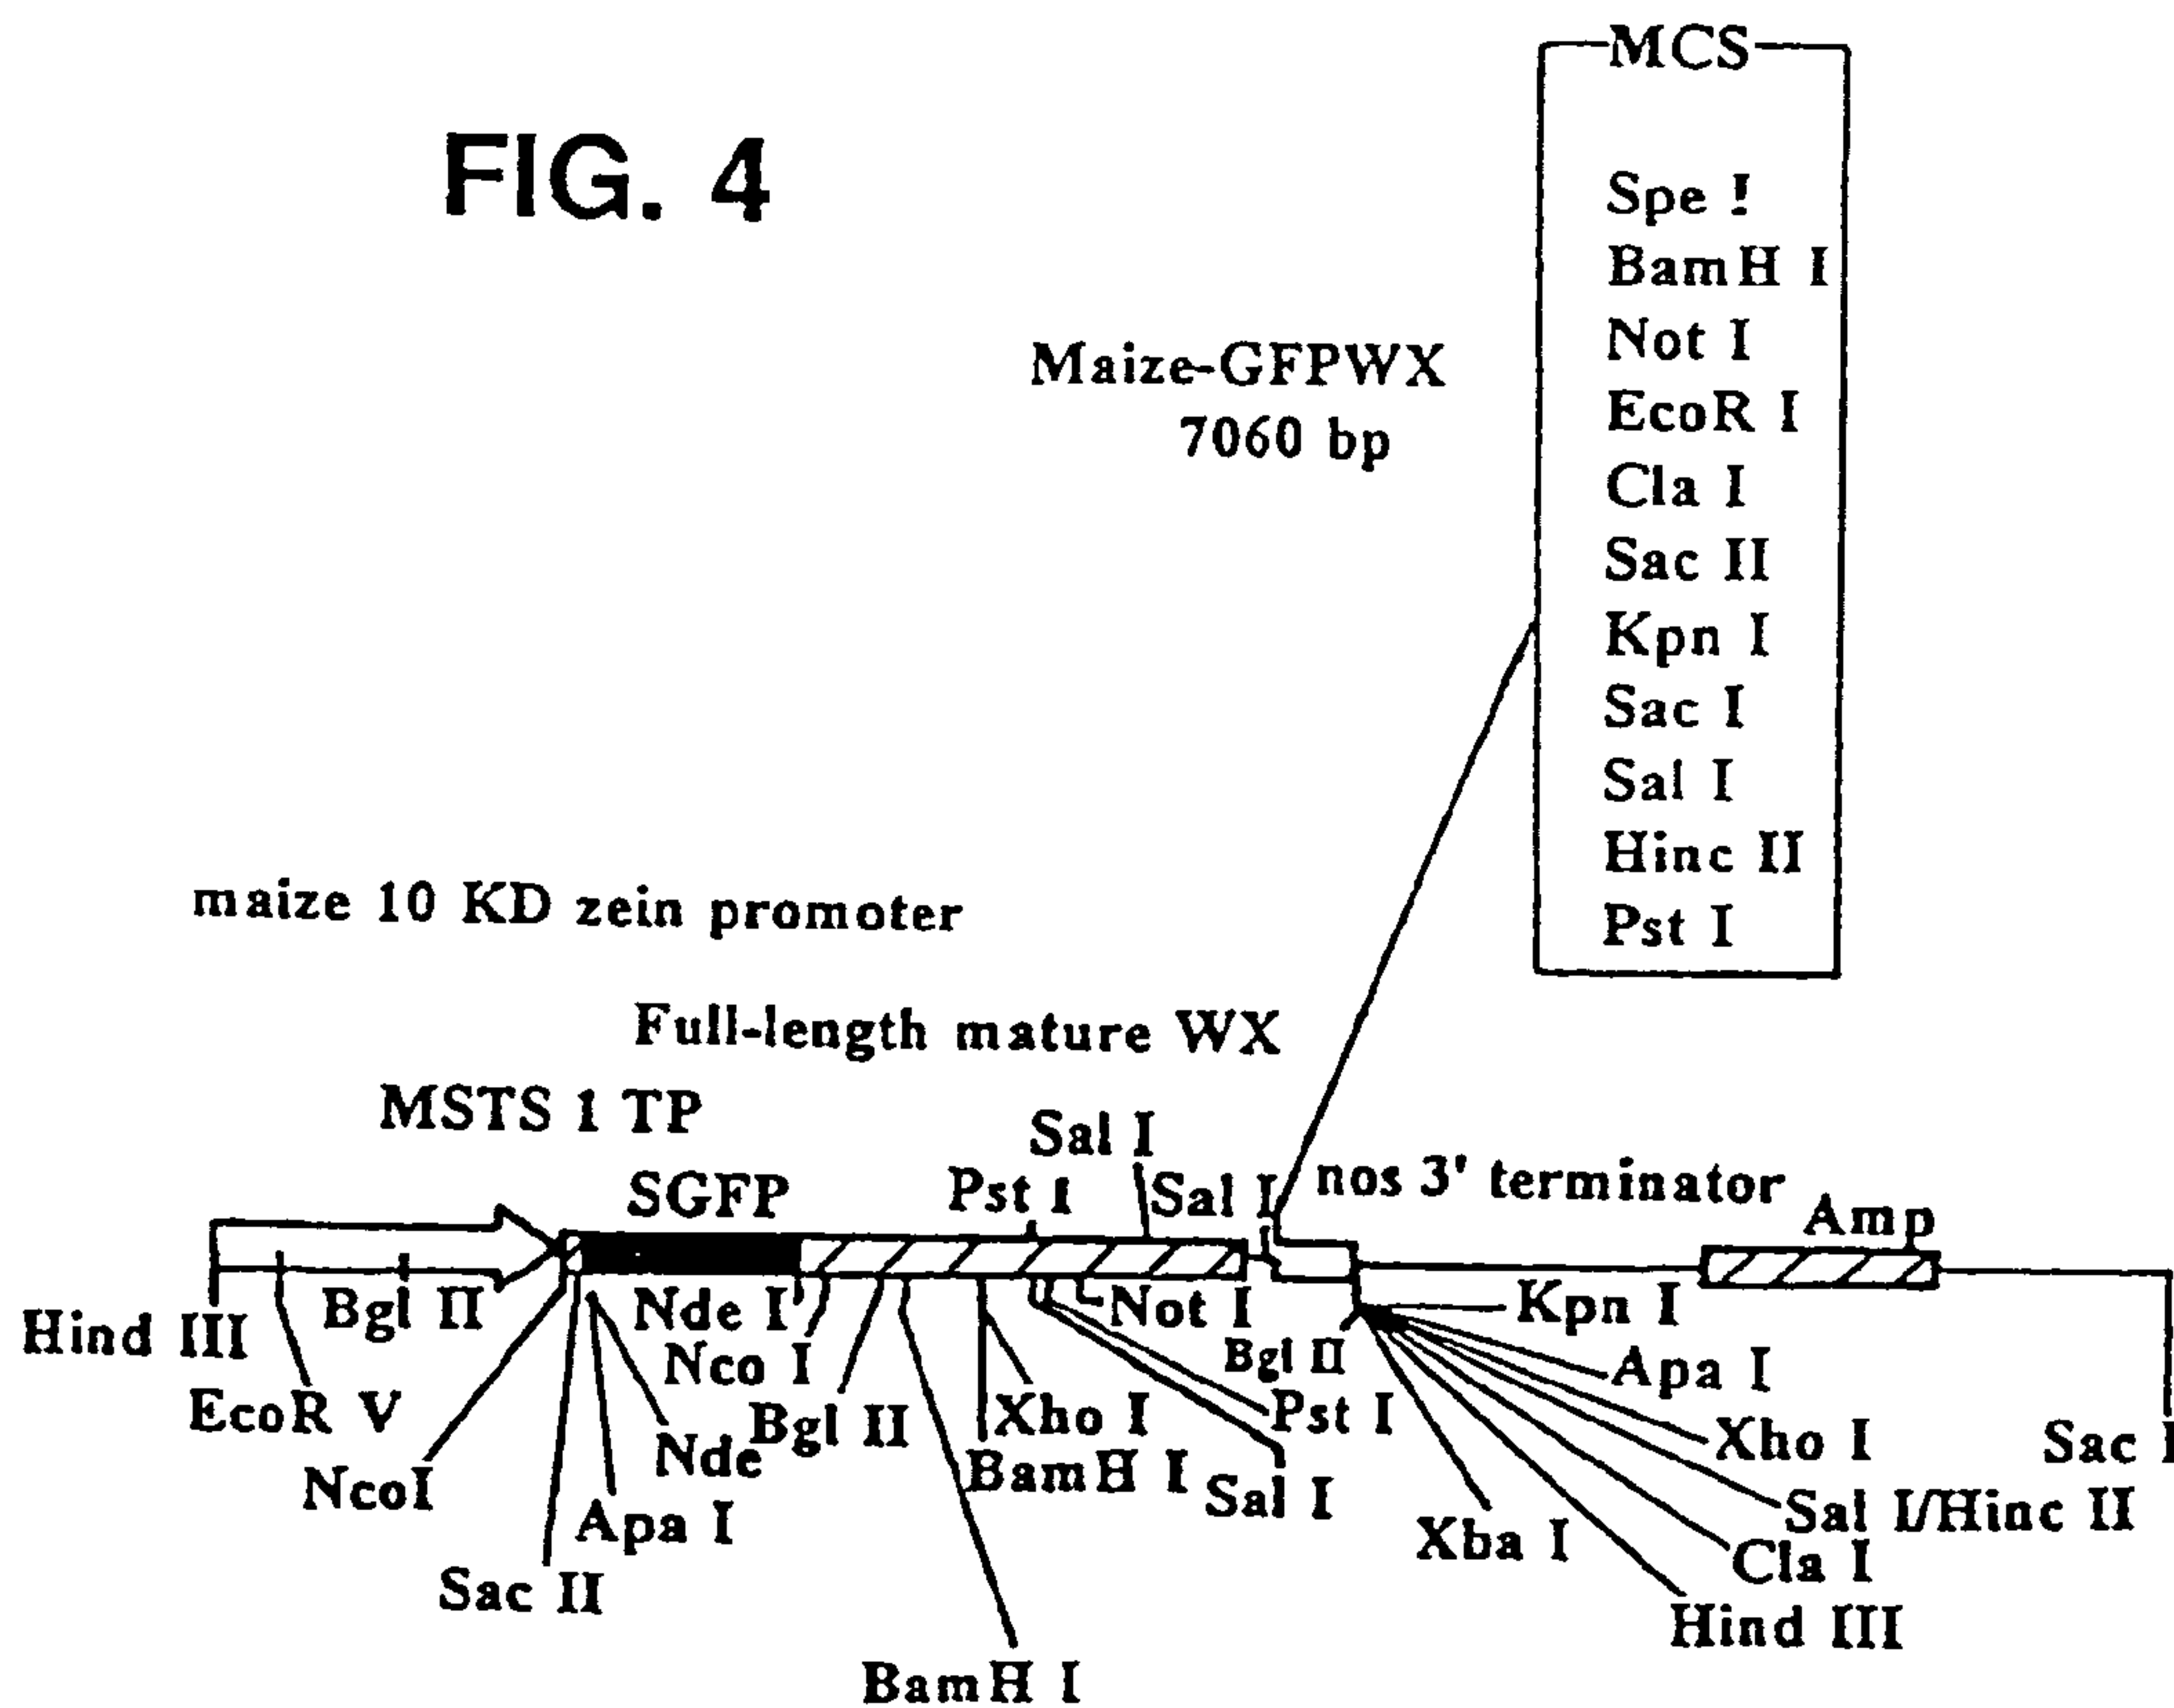 MCS
FIG. 4
Spe !
BamH I
Not I
EcoR I
Cla I
Sac II
Kpn I
Sac I
Sal I
Hinc II
Pst I
Maize-GFPWX
7060 bp
maize 10 KD zein promoter
Full-length mature WX
MSTS 1 TP
SGFP
Pst I
Sal I
Sal I
nos 3' terminator
Amp
Hind III
EcoR V
Bgl II
NcoI
Sac II
Apa I
Nde
Nde I
Nco I
Bgl II
BamH I
Xho I
BamH I
Not I
Pst I
Sal I
Bgl II
Kpn I
Apa I
Xho I
Sal I/Hinc II
Cla I
Hind III
Xba I
Sac I